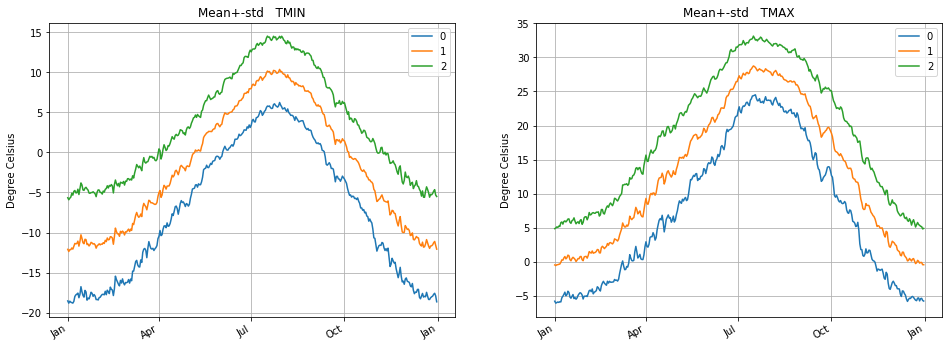 Mean+-std   TMIN
Degree Celsius
15
10
5
0
−5
−10
−15
−20
Jan
Apr
Jul
Oct
Jan
0
1
2
Mean+-std   TMAX
Degree Celsius
35
30
25
20
15
10
5
0
−5
Jan
Apr
Jul
Oct
Jan
0
1
2